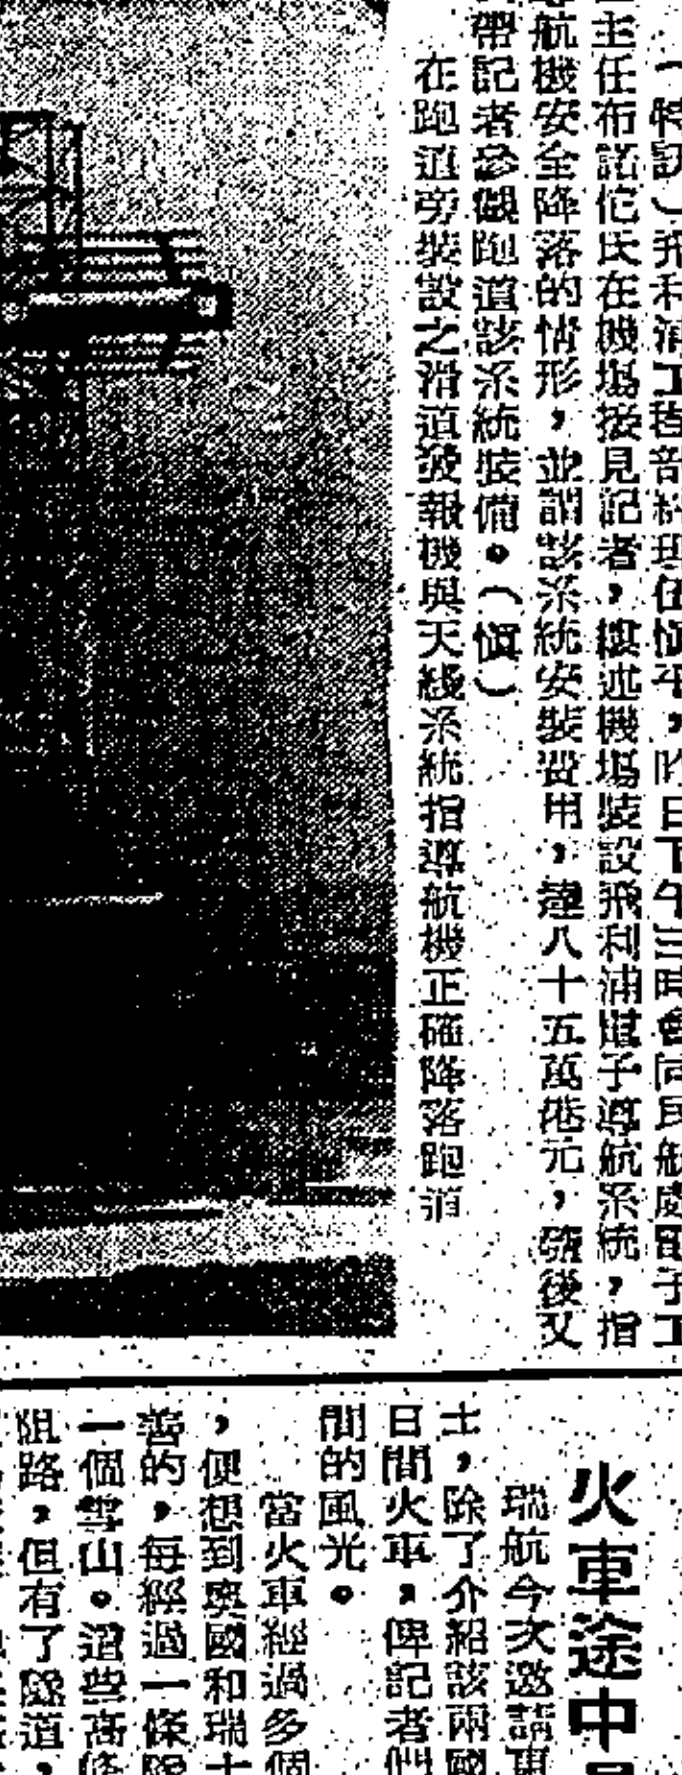 （特訊）飛利浦工程部經理伍愼平，昨日下午三時會同民航處電子工
主任布諾佗氏在機塲接見記者，撰述機塲裝設飛利浦電子導航系統，指
航機安全降落的情形，並謂該系統安裝費用，達八十五萬港元，隨後又
帶記者參觀跑道該系統裝備。（愼）
在跑道旁裝設之滑道發報機與天綫系統指導航機正確降落跑道
火車途中
瑞航今次邀請東
士，除了介紹該兩國
日間火車，俾記者們
間的風光。
當火車經過多個
，便想到奧國和瑞士
善的，每經過一條隧
一個雪山。這些高
阻路，但有了隧道，